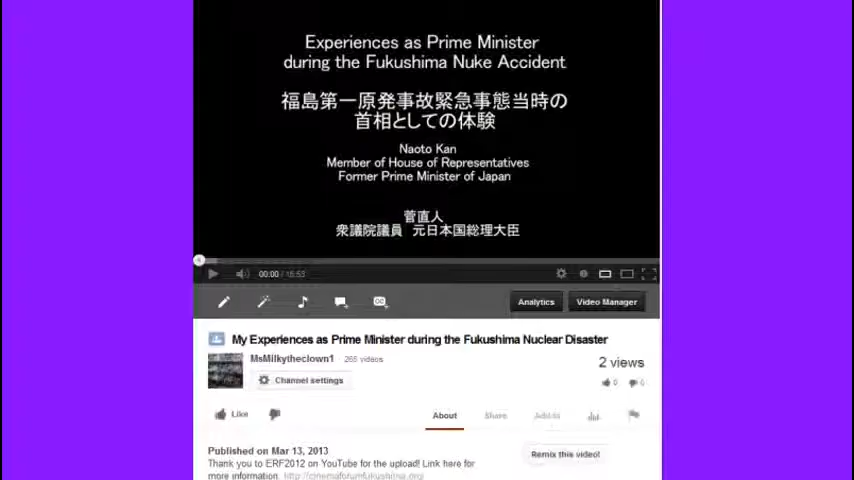 Experiences as Prime Minister
during the Fukushima Nuke Accident
福島第一原発事故緊急事態当時の
首相としての体験
Naoto Kan
Member of House of Representatives
Former Prime Minister of Japan
菅直人
衆議院議員 元日本国総理大臣
00:00 / 15:53
CC
Analytics
Video Manager
My Experiences as Prime Minister during the Fukushima Nuclear Disaster
MsMilkytheclown1 · 265 videos
2 views
Channel settings
0 0
Like
About
Share
Add to
Published on Mar 13, 2013
Remix this video!
Thank you to ERF2012 on YouTube for the upload! Link here for
more information. http://cinemaforumfukushima.org/